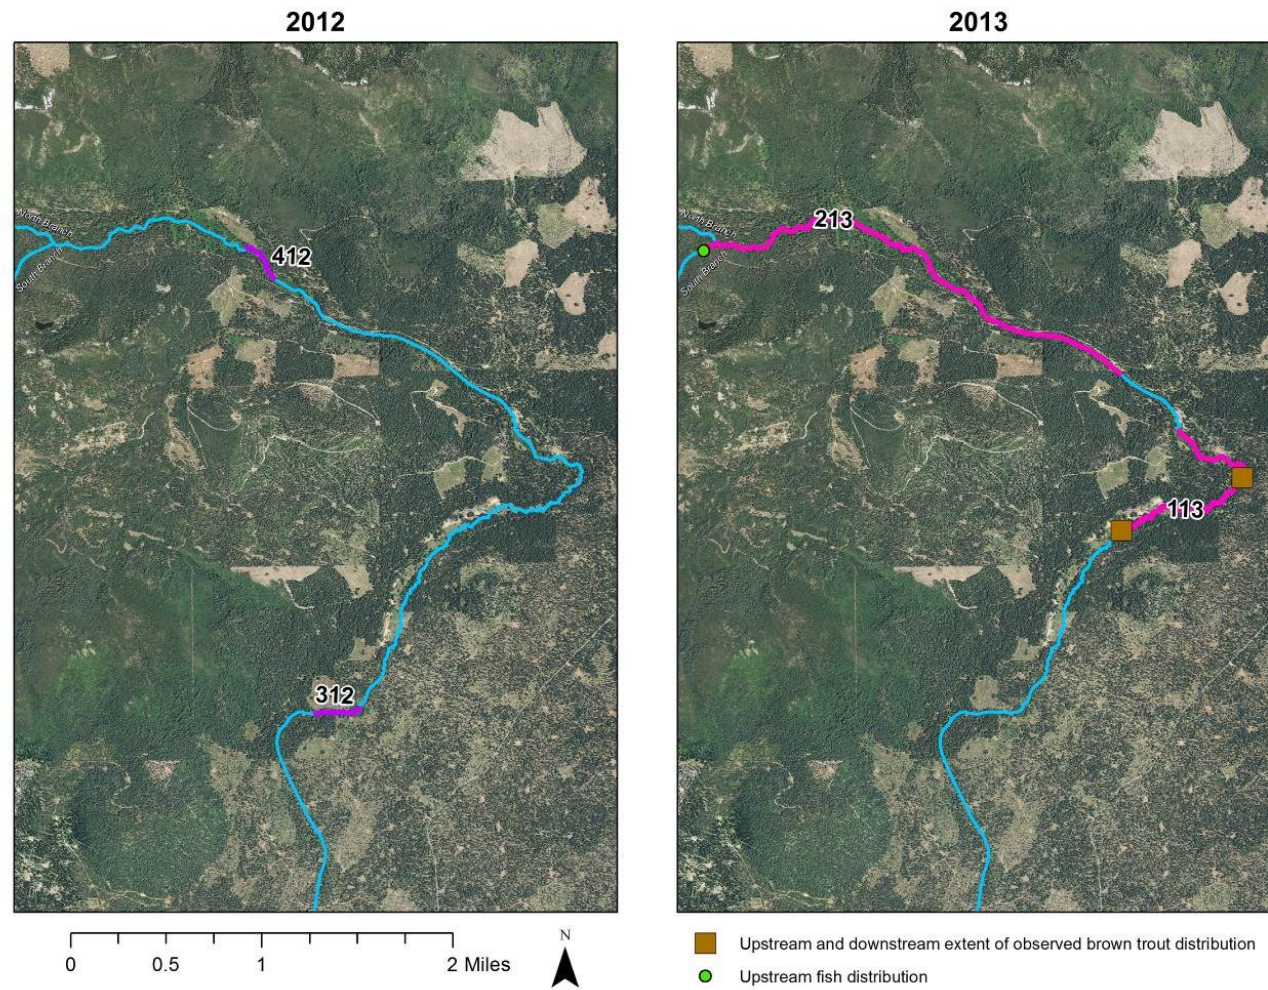 2012
2013
North Branch
South Branch
412
312
North Branch
South Branch
213
113
0 0.5 1 2 Miles
N
Upstream and downstream extent of observed brown trout distribution
Upstream fish distribution